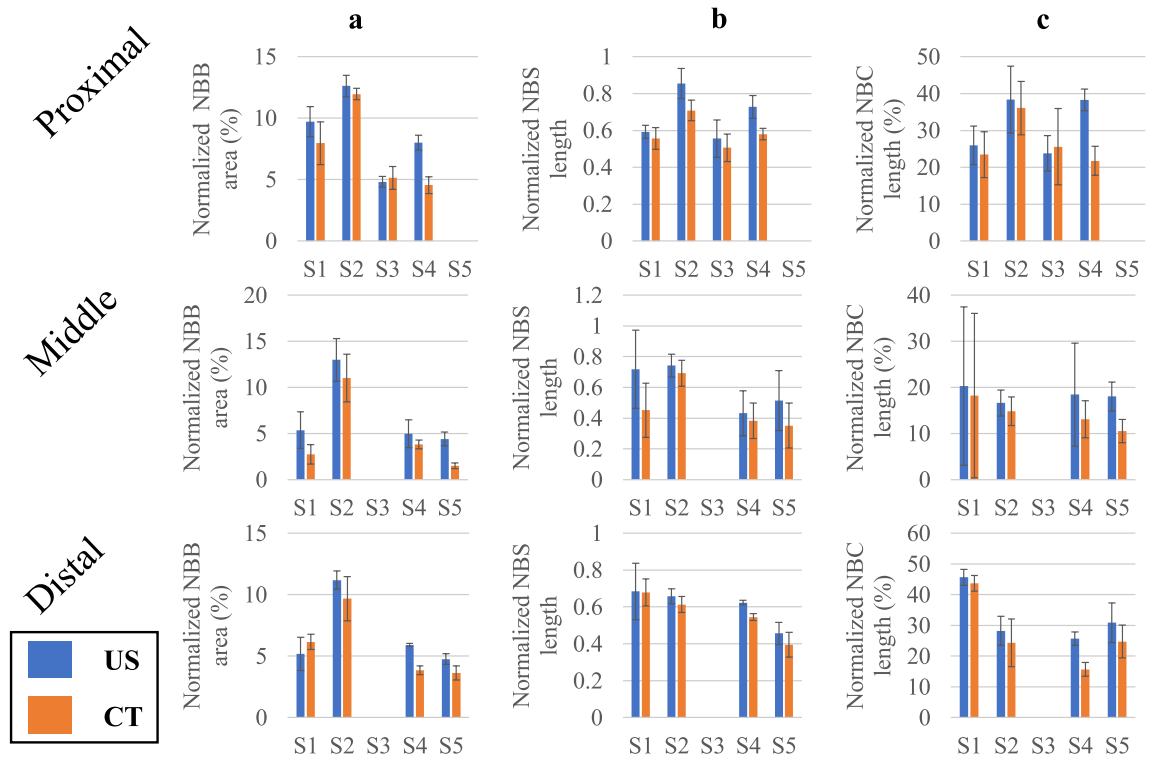 a
b
c
Proximal
Normalized NBB
area (%)
15
10
5
0
S1 S2 S3 S4 S5
Normalized NBS
length
1
0.8
0.6
0.4
0.2
0
S1 S2 S3 S4 S5
Normalized NBC
length (%)
50
40
30
20
10
0
S1 S2 S3 S4 S5
Middle
Normalized NBB
area (%)
20
15
10
5
0
S1 S2 S3 S4 S5
Normalized NBS
length
1.2
1
0.8
0.6
0.4
0.2
0
S1 S2 S3 S4 S5
Normalized NBC
length (%)
40
30
20
10
0
S1 S2 S3 S4 S5
Distal
Normalized NBB
area (%)
15
10
5
0
S1 S2 S3 S4 S5
Normalized NBS
length
1
0.8
0.6
0.4
0.2
0
S1 S2 S3 S4 S5
Normalized NBC
length (%)
60
50
40
30
20
10
0
S1 S2 S3 S4 S5
US
CT